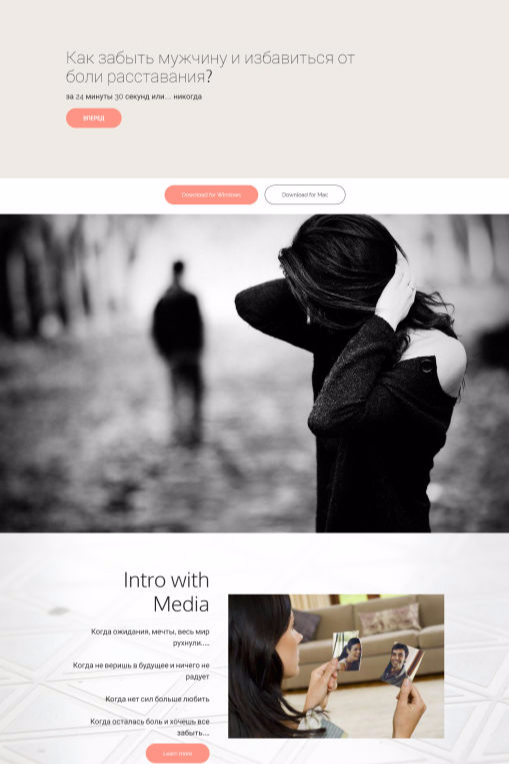 Как забыть мужчину и избавиться от
боли расставания?
за 24 минуты 30 секунд или... никогда
ВПЕРЕД
Download for Windows
Download for Mac
Intro with
Media
Когда ожидания, мечты, весь мир
рухнули....
Когда не веришь в будущее и ничего не
радует
Когда нет сил больше любить
Когда осталась боль и хочешь все
забыть....
Learn more